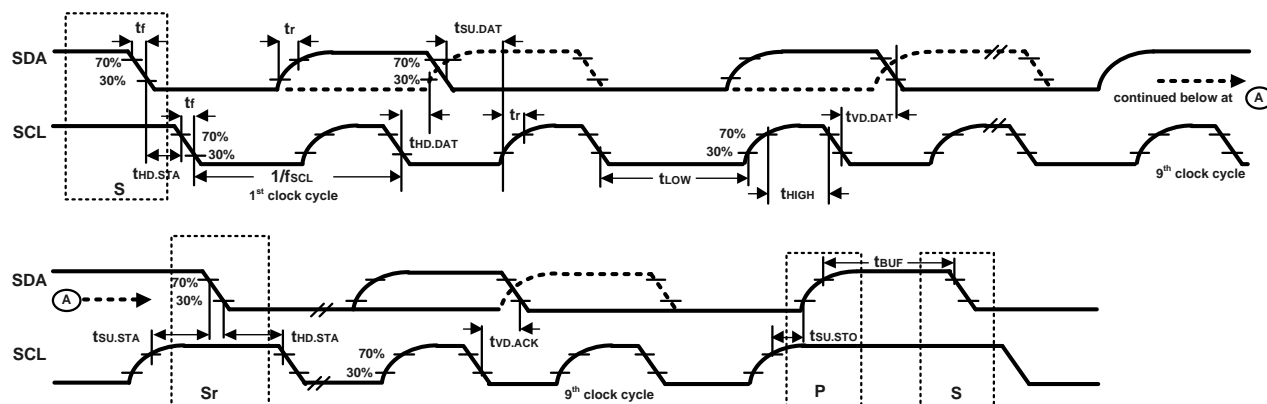 tf
tr
tSU.DAT
SDA
70%
30%
70%
30%
continued below at A
tf
tHD.DAT
tr
tVD.DAT
SCL
70%
30%
70%
30%
tHD.STA
1/fSCL
tLOW
tHIGH
S
1st clock cycle
9th clock cycle
SDA
70%
30%
tBUF
A
tSU.STA
tHD.STA
tVD.ACK
tSU.STO
SCL
70%
30%
Sr
9th clock cycle
P
S